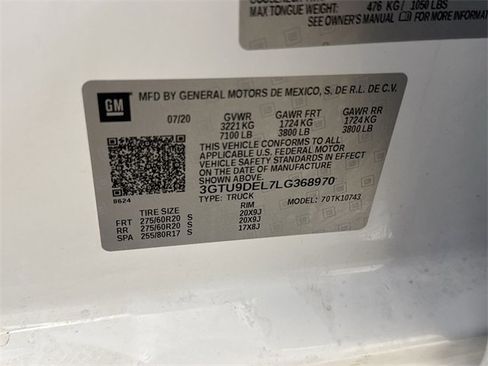 MAX TONGUE WEIGHT: 476 KG/ 1050 LBS
SEE OWNER'S MANUAL FOR MORE INFORMAT
GM
MFD BY GENERAL MOTORS DE MEXICO, S. DE R.L. DE C.V.
07/20 GVWR GAWR FRT GAWR RR
3221 KG 1724 KG 1724 KG
7100 LB 3800 LB 3800 LB
THIS VEHICLE CONFORMS TO ALL
APPLICABLE U.S. FEDERAL MOTOR
VEHICLE SAFETY STANDARDS IN
EFFECT ON THE DATE OF
MANUFACTURE SHOWN ABOVE.
3GTU9DEL7LG368970
TYPE: TRUCK MODEL: 70TK10743
8624
TIRE SIZE RIM
FRT 275/60R20 S 20X9J
RR 275/60R20 S 20X9J
SPA 255/80R17 S 17X8J